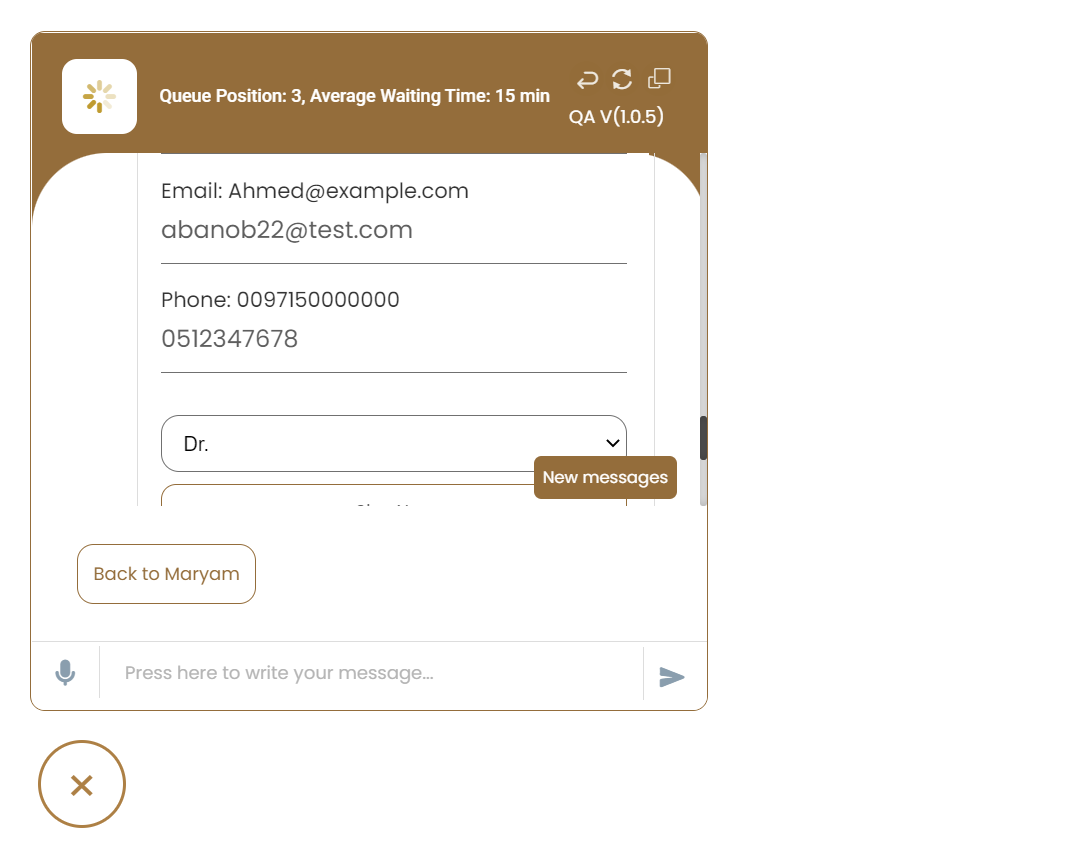 Queue Position: 3, Average Waiting Time: 15 min
QA V(1.0.5)
Email: Ahmed@example.com
abanob22@test.com
Phone: 0097150000000
0512347678
Dr.
New messages
Back to Maryam
Press here to write your message...